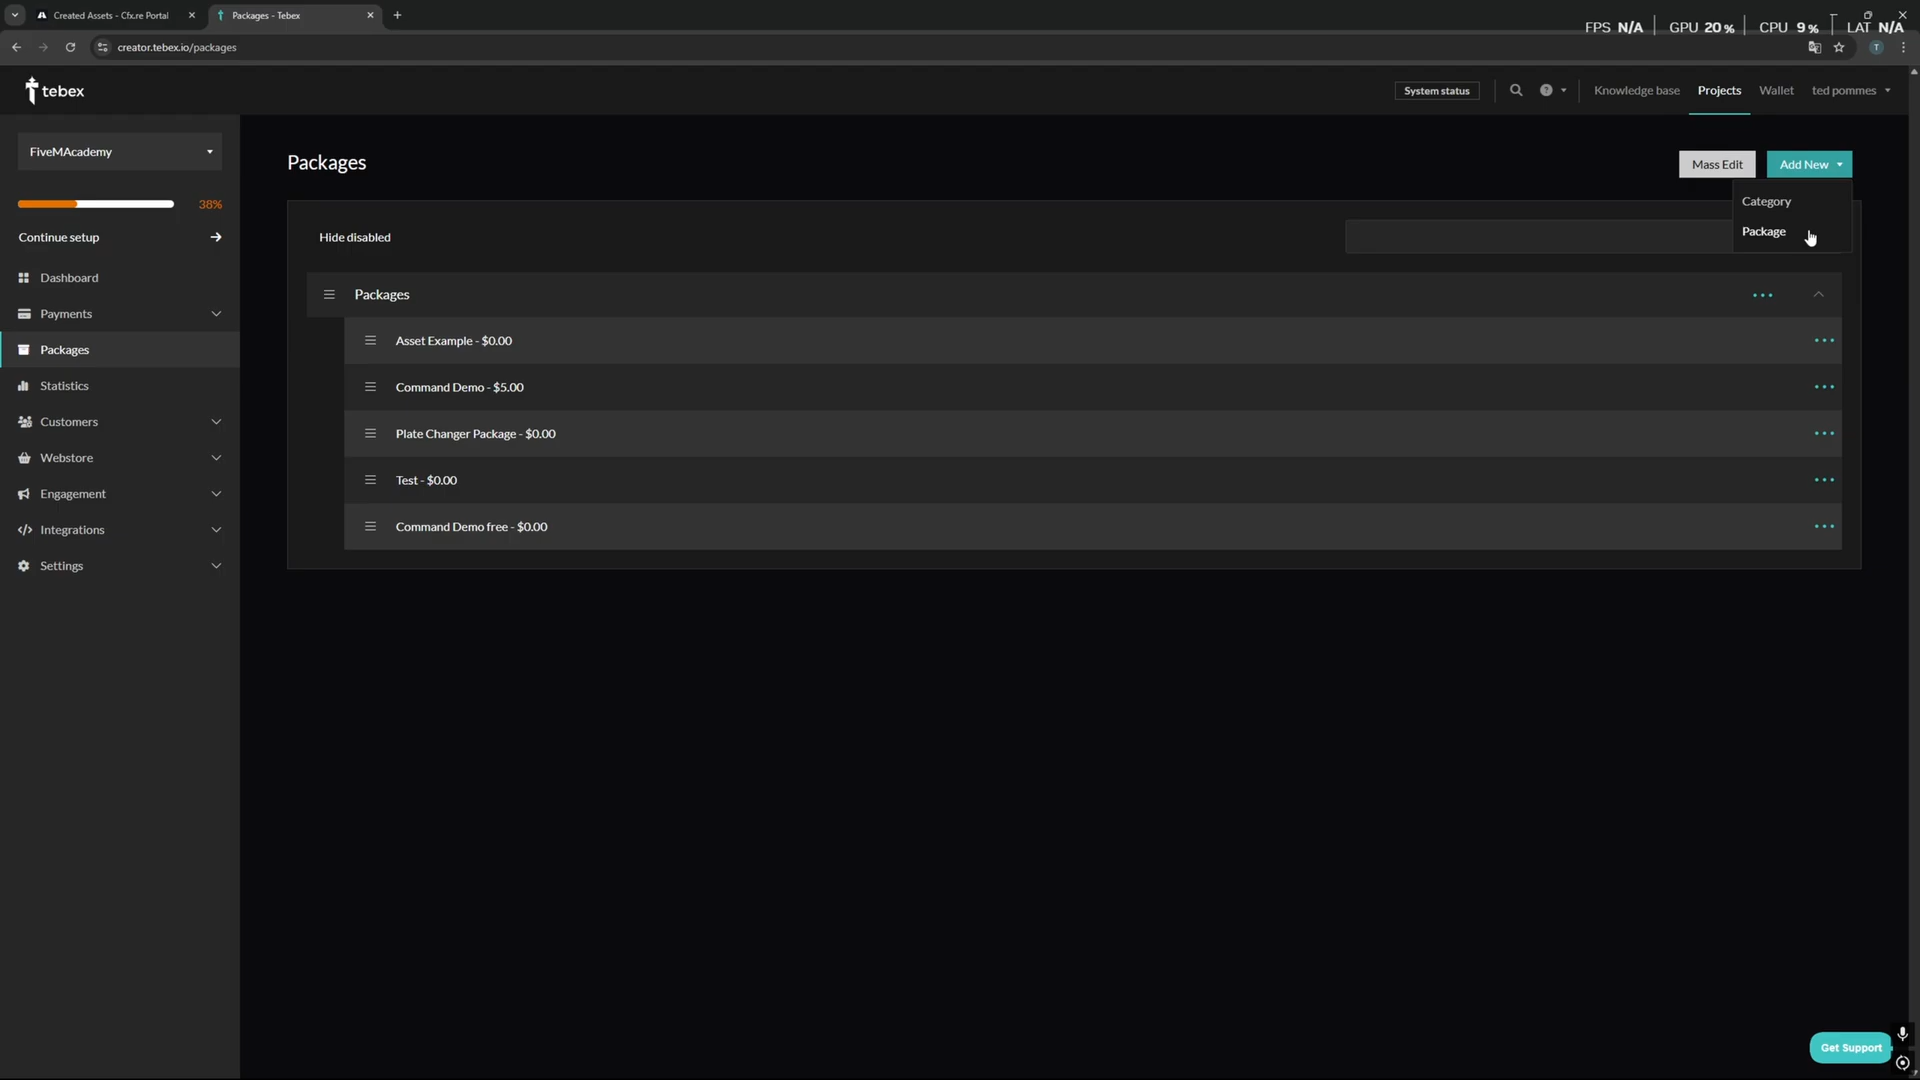 Created Assets - Cfx.re Portal
Packages - Tebex
FPS N/A GPU 20% CPU 9% LAT N/A
creator.tebex.io/packages
T
tebex
System status
Knowledge base
Projects
Wallet
ted pommes
FiveMAcademy
38%
Continue setup
Dashboard
Payments
Packages
Statistics
Customers
Webstore
Engagement
Integrations
Settings
Packages
Mass Edit
Add New
Category
Package
Hide disabled
Packages
Asset Example - $0.00
Command Demo - $5.00
Plate Changer Package - $0.00
Test - $0.00
Command Demo free - $0.00
Get Support